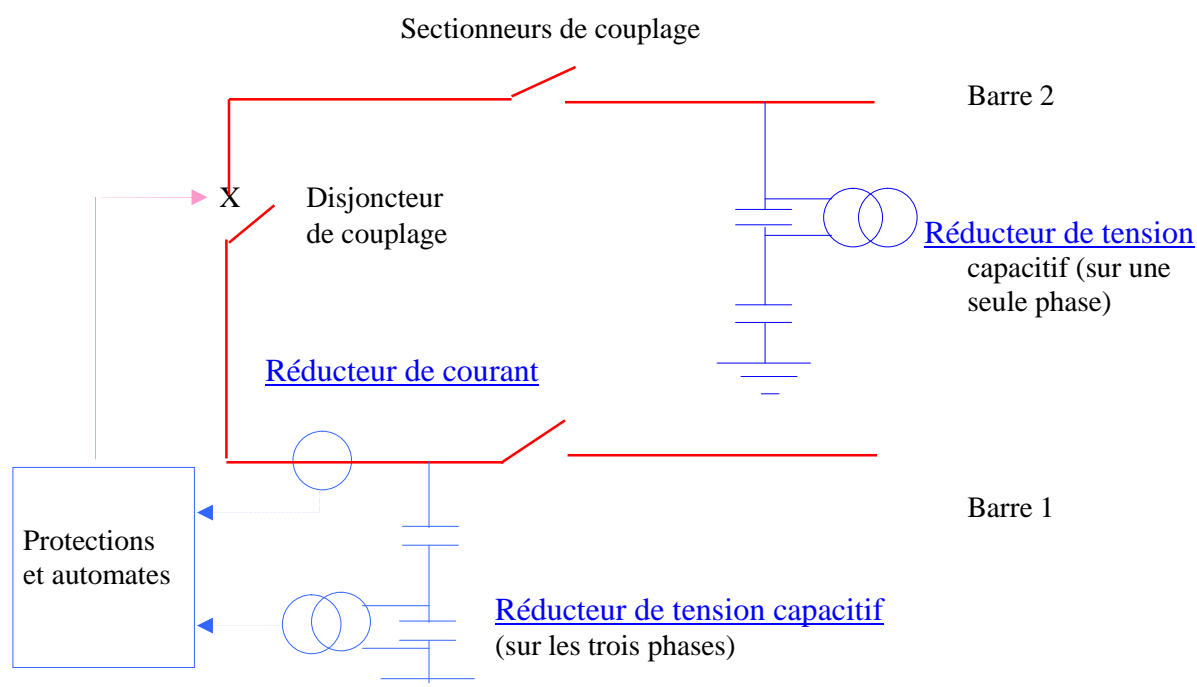 Sectionneurs de couplage
Barre 2
X
Disjoncteur
de couplage
Réducteur de tension
capacitif (sur une
seule phase)
Réducteur de courant
Barre 1
Protections
et automates
Réducteur de tension capacitif
(sur les trois phases)